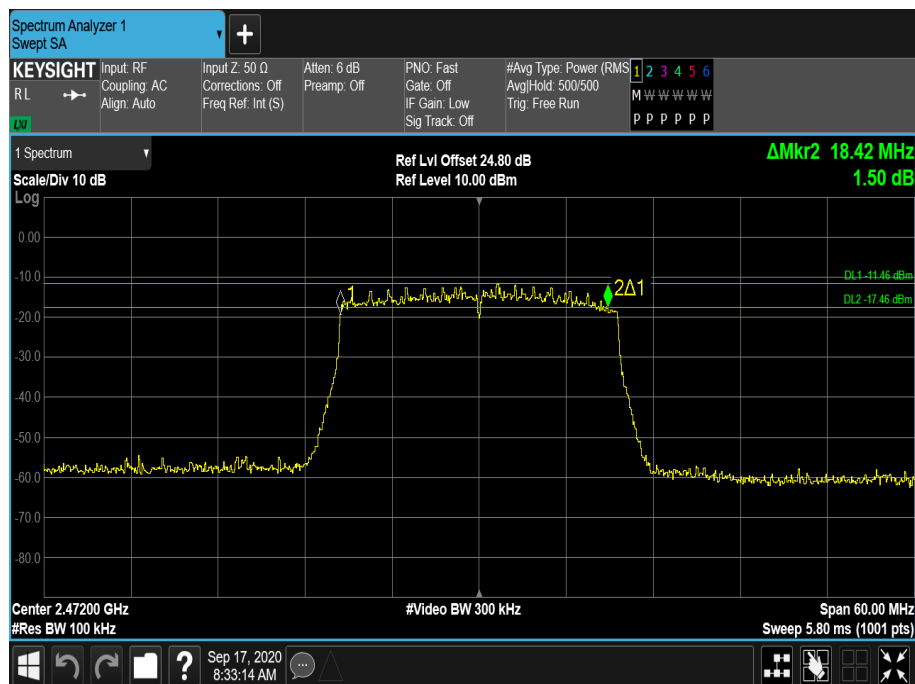 Spectrum Analyzer 1
Swept SA
+
KEYSIGHT Input: RF Input Z: 50 Ω Atten: 6 dB PNO: Fast #Avg Type: Power (RMS 1 2 3 4 5 6
R L Coupling: AC Corrections: Off Preamp: Off Gate: Off Avg|Hold: 500/500 M W W W W W
Align: Auto Freq Ref: Int (S) IF Gain: Low Trig: Free Run
LXI Sig Track: Off P P P P P P
1 Spectrum Ref Lvl Offset 24.80 dB ΔMkr2 18.42 MHz
Scale/Div 10 dB Ref Level 10.00 dBm 1.50 dB
Log
0.00
-10.0 DL1 -11.46 dBm
1 2Δ1
DL2 -17.46 dBm
-20.0
-30.0
-40.0
-50.0
-60.0
-70.0
-80.0
Center 2.47200 GHz #Video BW 300 kHz Span 60.00 MHz
#Res BW 100 kHz Sweep 5.80 ms (1001 pts)
? Sep 17, 2020
8:33:14 AM